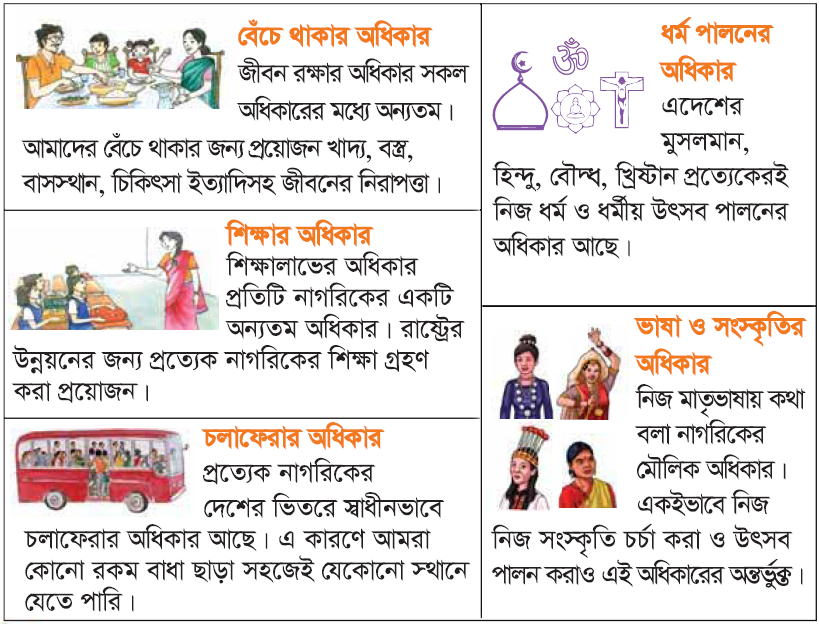 বেঁচে থাকার অধিকার
জীবন রক্ষার অধিকার সকল
অধিকারের মধ্যে অন্যতম।
আমাদের বেঁচে থাকার জন্য প্রয়োজন খাদ্য, বস্ত্র,
বাসস্থান, চিকিৎসা ইত্যাদিসহ জীবনের নিরাপত্তা।
শিক্ষার অধিকার
শিক্ষালাভের অধিকার
প্রতিটি নাগরিকের একটি
অন্যতম অধিকার। রাষ্ট্রের
উন্নয়নের জন্য প্রত্যেক নাগরিকের শিক্ষা গ্রহণ
করা প্রয়োজন।
চলাফেরার অধিকার
প্রত্যেক নাগরিকের
দেশের ভিতরে স্বাধীনভাবে
চলাফেরার অধিকার আছে। এ কারণে আমরা
কোনো রকম বাধা ছাড়া সহজেই যেকোনো স্থানে
যেতে পারি।
ধর্ম পালনের
অধিকার
এদেশের
মুসলমান,
হিন্দু, বৌদ্ধ, খ্রিষ্টান প্রত্যেকেরই
নিজ ধর্ম ও ধর্মীয় উৎসব পালনের
অধিকার আছে।
ভাষা ও সংস্কৃতির
অধিকার
নিজ মাতৃভাষায় কথা
বলা নাগরিকের
মৌলিক অধিকার।
একইভাবে নিজ
নিজ সংস্কৃতি চর্চা করা ও উৎসব
পালন করাও এই অধিকারের অন্তর্ভুক্ত।